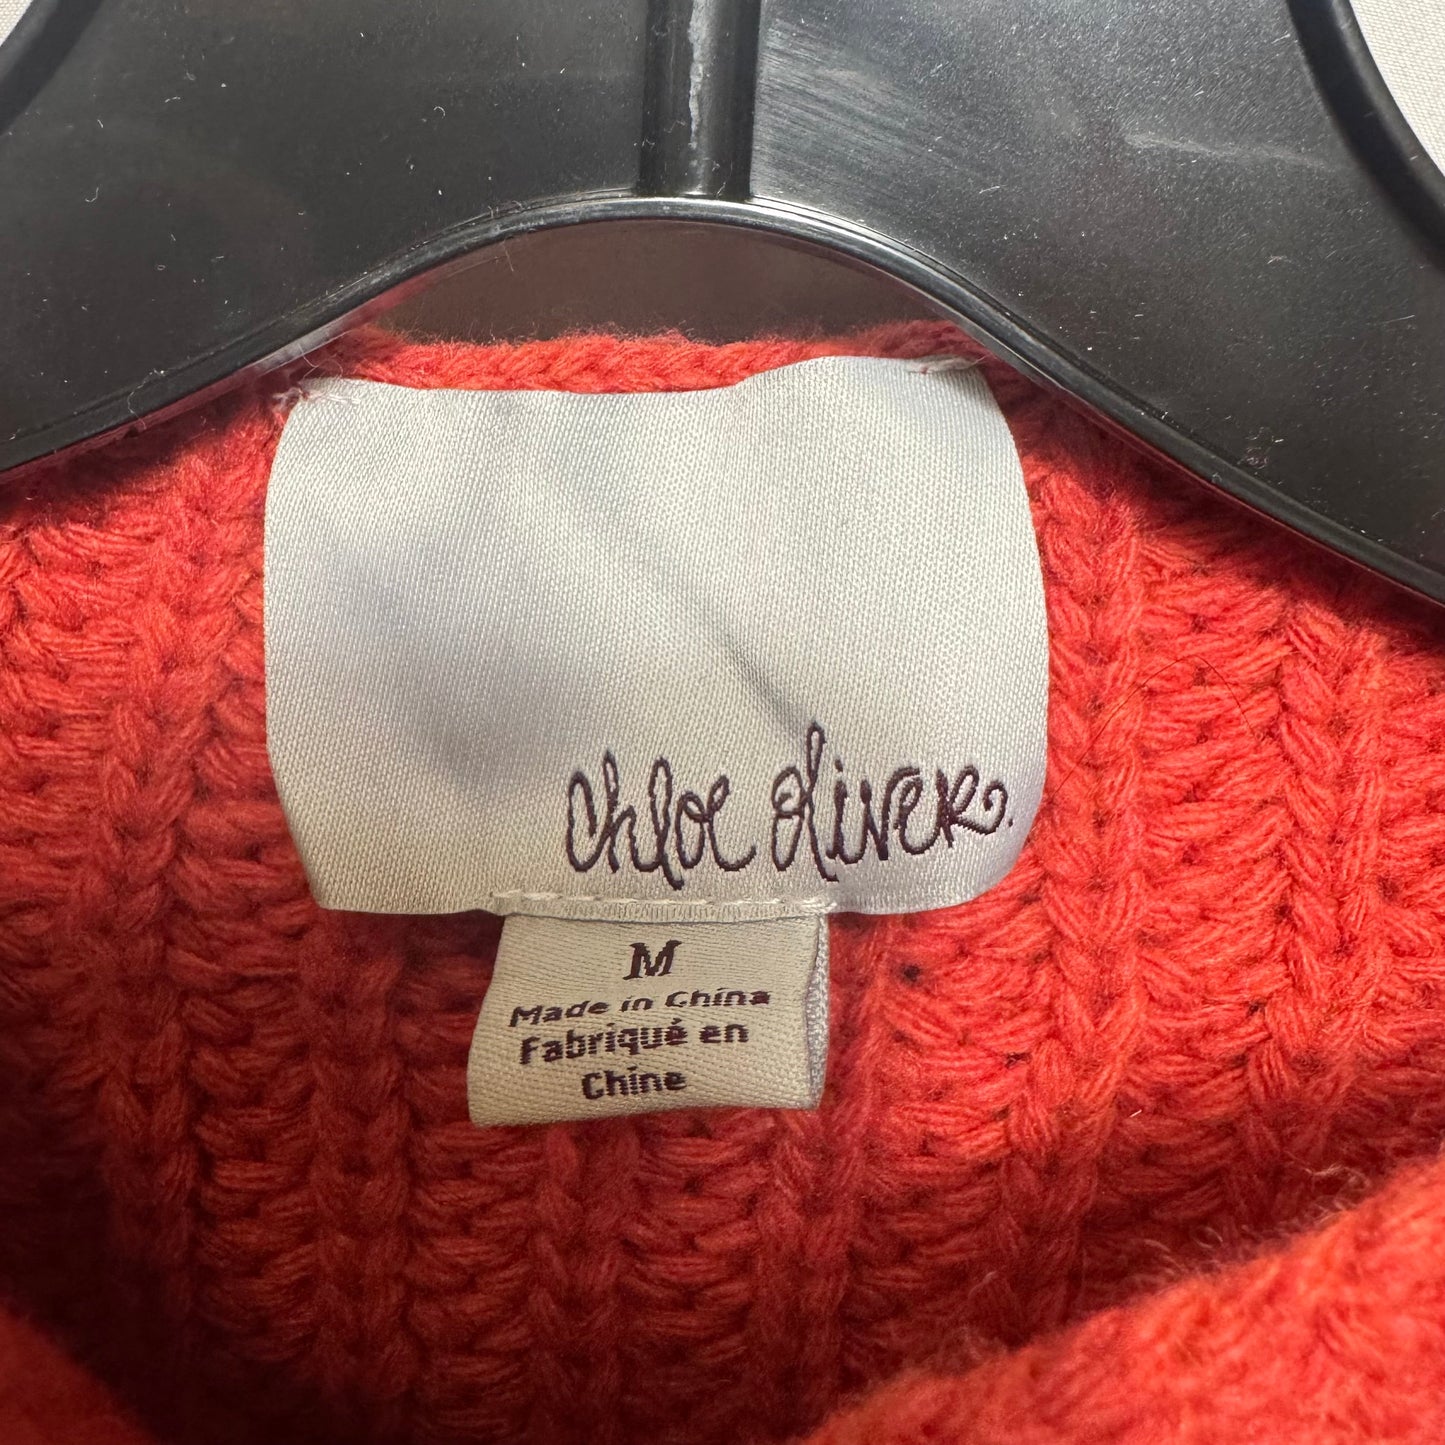 chloe oliver.
M
Made in China
Fabriqué en
Chine